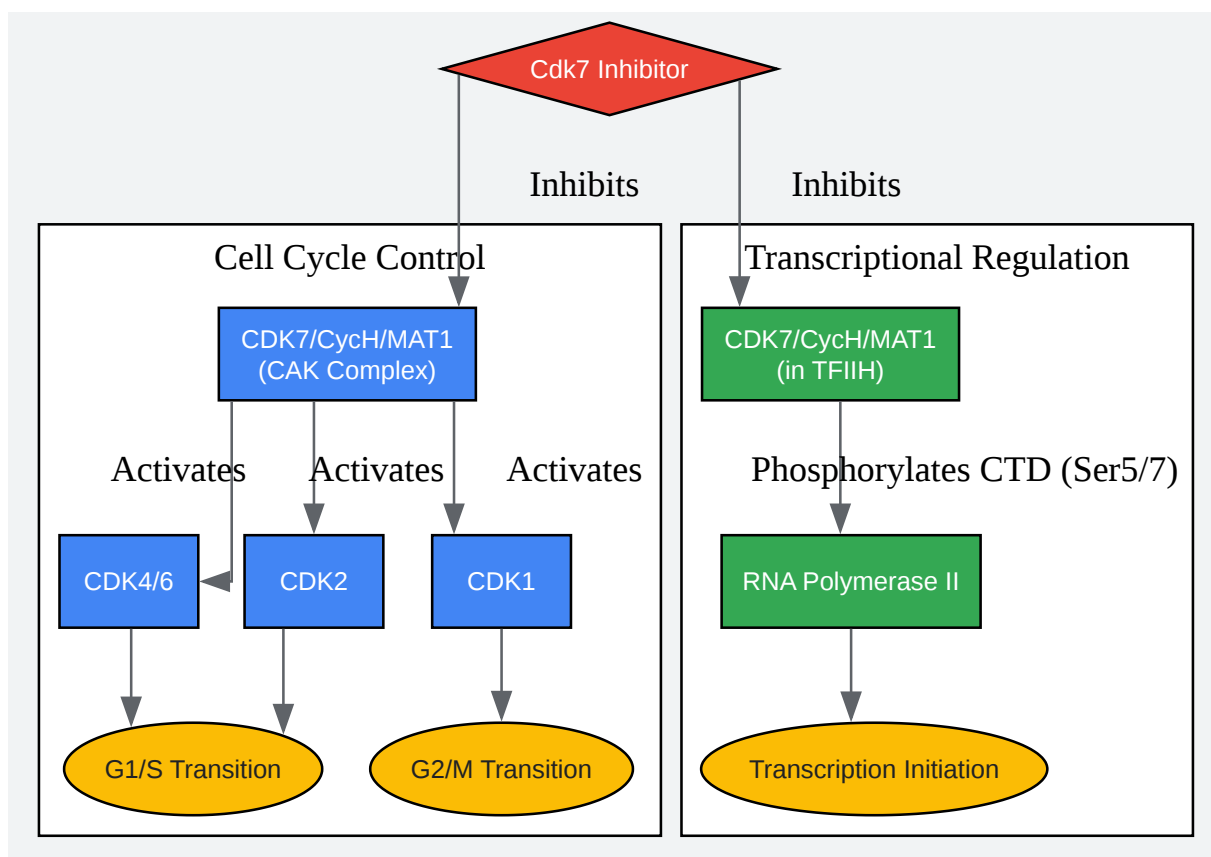 Cdk7 Inhibitor
Inhibits
Inhibits
Cell Cycle Control
CDK7/CycH/MAT1
(CAK Complex)
Activates
Activates
Activates
CDK4/6
CDK2
CDK1
G1/S Transition
G2/M Transition
Transcriptional Regulation
CDK7/CycH/MAT1
(in TFIIH)
Phosphorylates CTD (Ser5/7)
RNA Polymerase II
Transcription Initiation